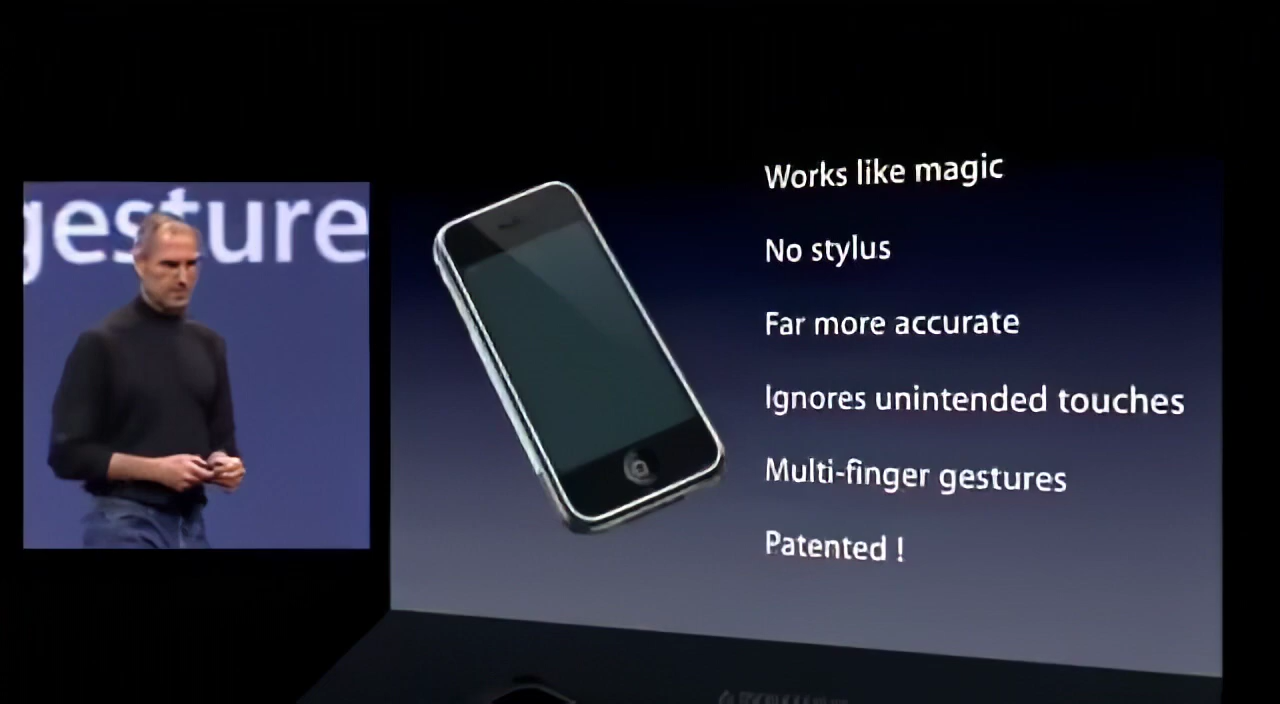 gesture
Works like magic
No stylus
Far more accurate
Ignores unintended touches
Multi-finger gestures
Patented !